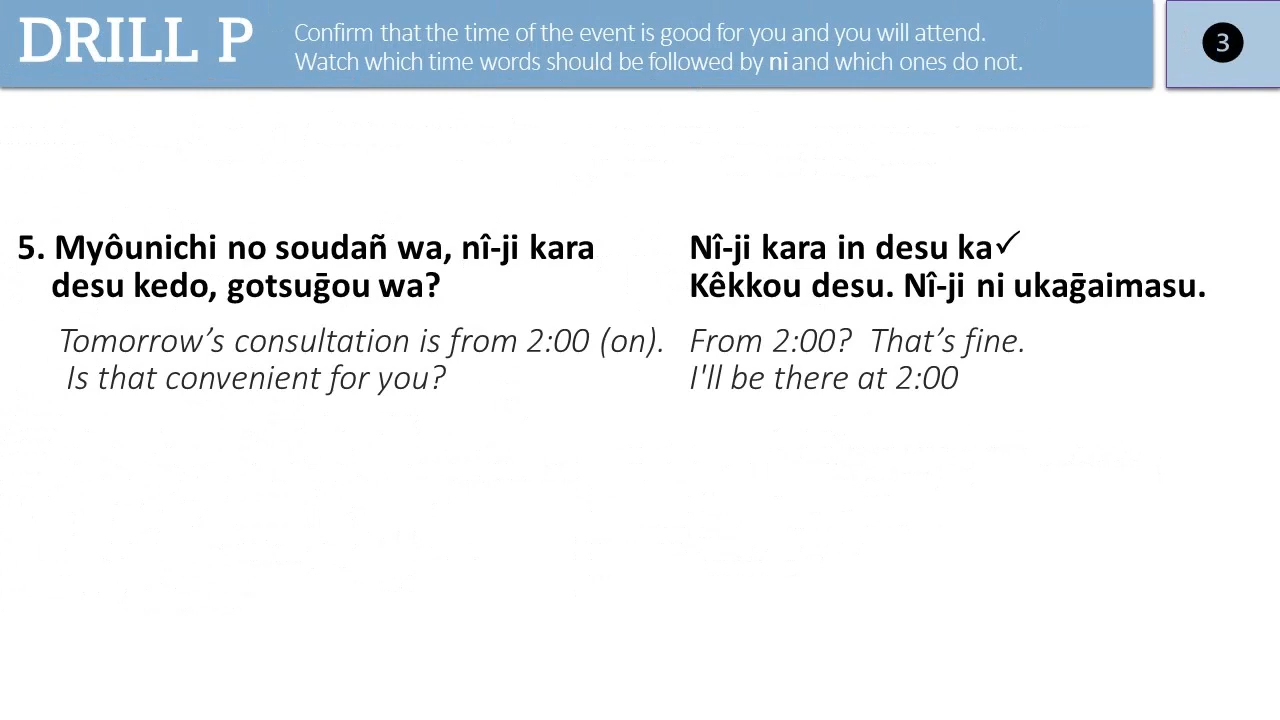 DRILL P
Confirm that the time of the event is good for you and you will attend.
Watch which time words should be followed by ni and which ones do not.
3
5. Myôunichi no soudañ wa, nî-ji kara
desu kedo, gotsuḡou wa?
Tomorrow’s consultation is from 2:00 (on).
Is that convenient for you?
Nî-ji kara in desu ka✓
Kêkkou desu. Nî-ji ni ukaḡaimasu.
From 2:00? That’s fine.
I'll be there at 2:00